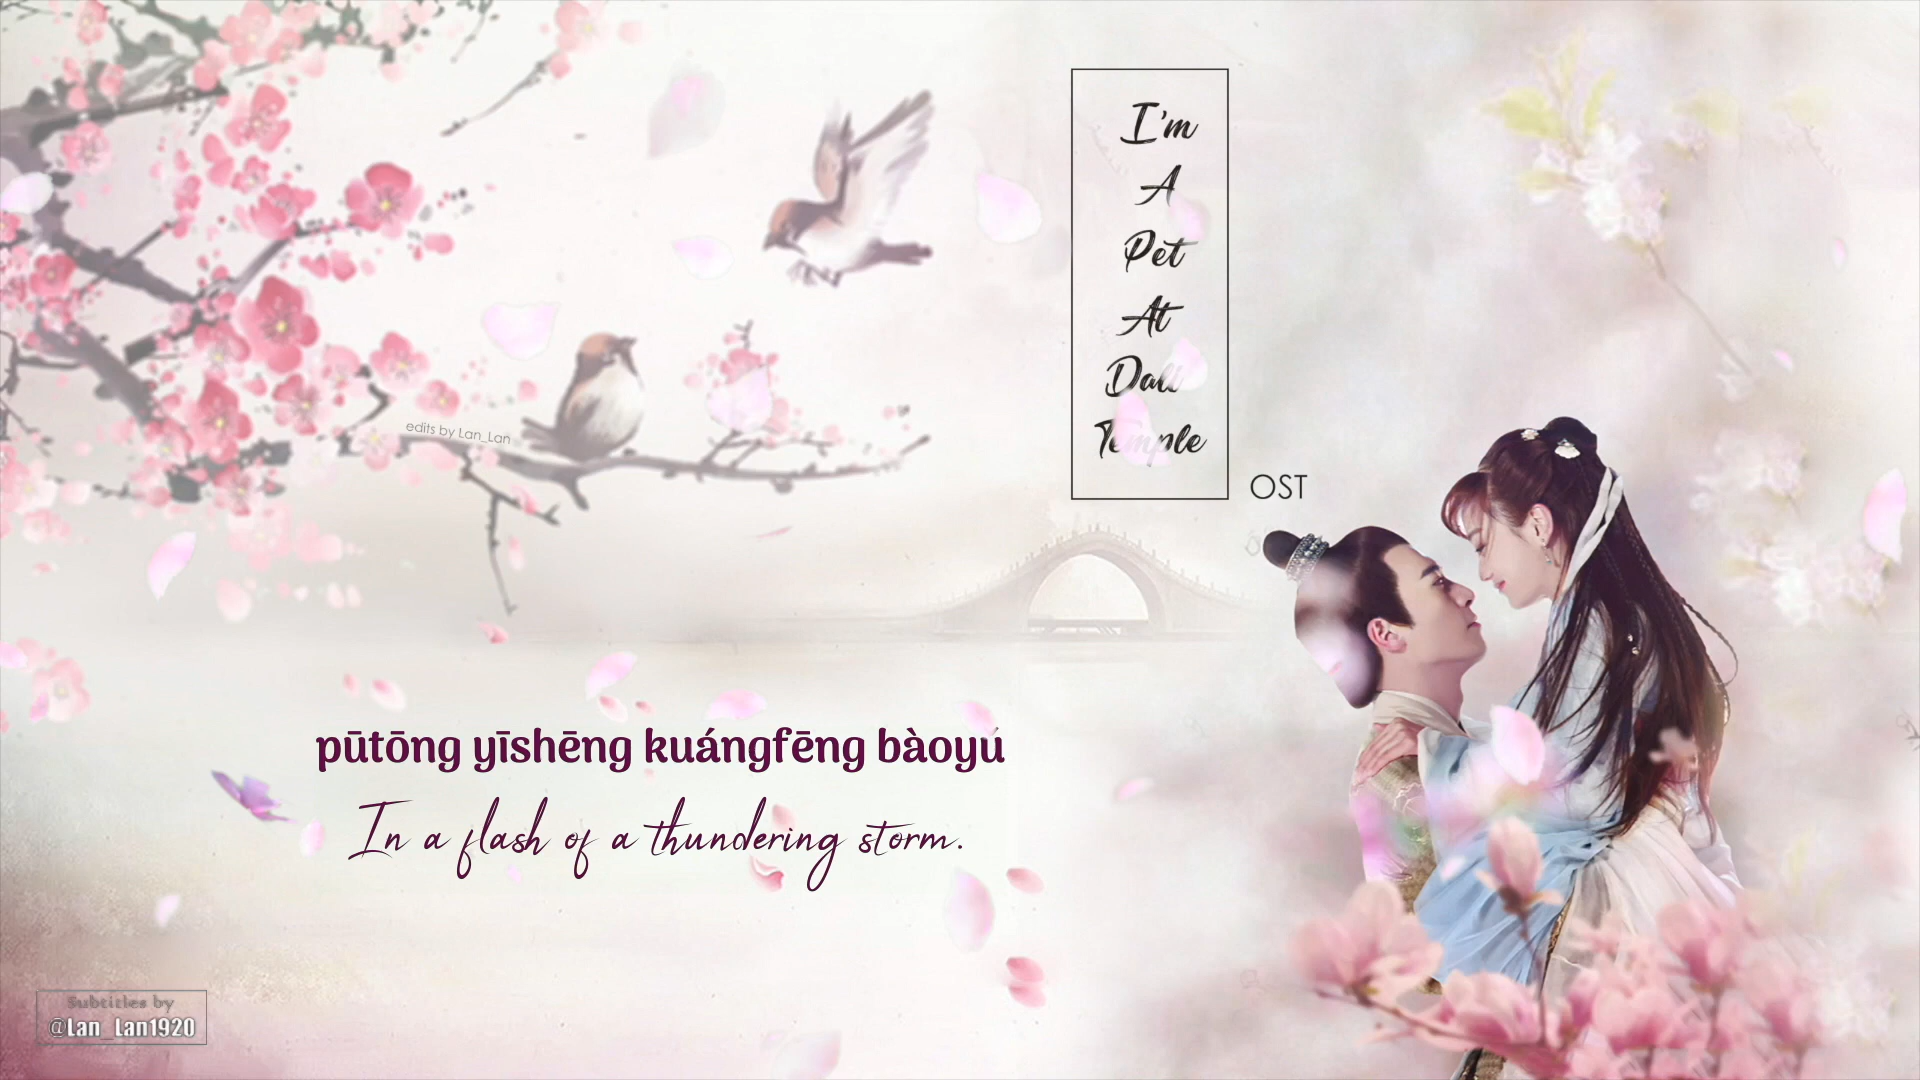 I'm
A
Pet
At
Dali
Temple
OST
edits by Lan_Lan
pūtōng yīshēng kuángfēng bàoyú
In a flash of a thundering storm.
Subtitles by
@Lan_Lan1920